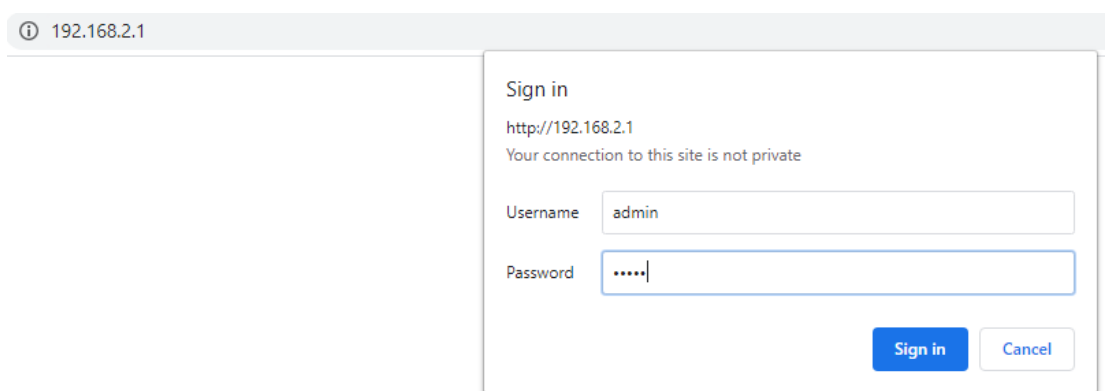 192.168.2.1
Sign in
http://192.168.2.1
Your connection to this site is not private
Username admin
Password •••••
Sign in Cancel